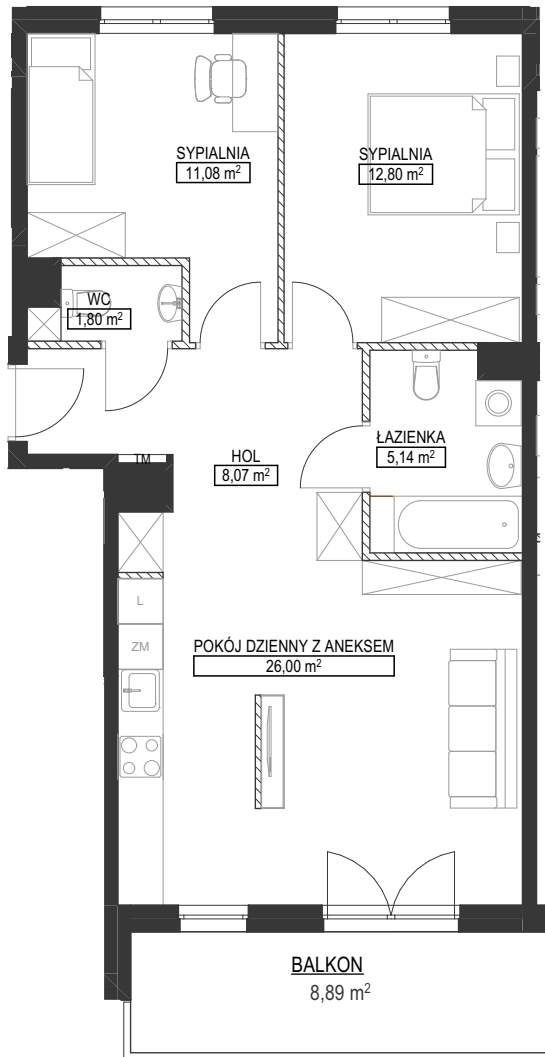 SYPIALNIA
11,08 m²
SYPIALNIA
12,80 m²
WC
1,80 m²
ŁAZIENKA
5,14 m²
HOL
8,07 m²
TM
L
ZM
POKÓJ DZIENNY Z ANEKSEM
26,00 m²
BALKON
8,89 m²